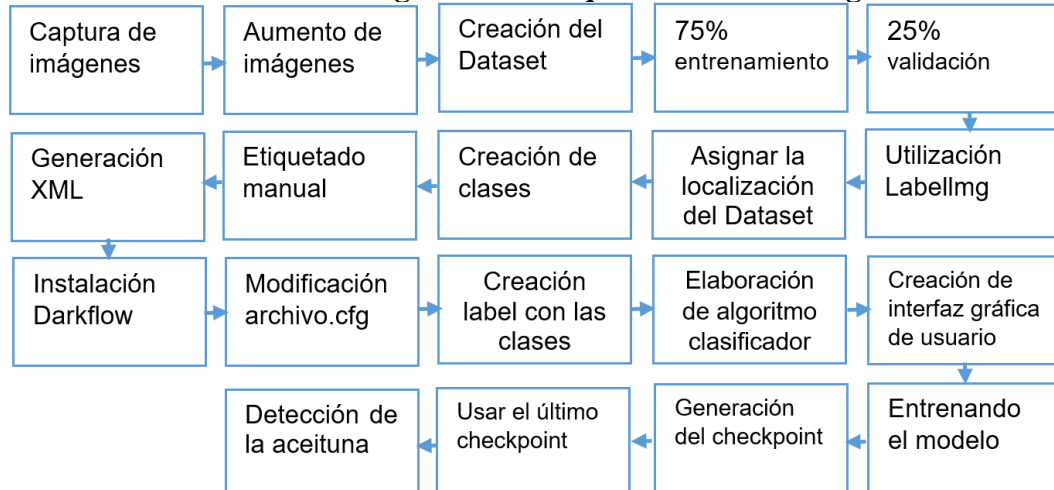 Captura de
imágenes
Aumento de
imágenes
Creación del
Dataset
75%
entrenamiento
25%
validación
Generación
XML
Etiquetado
manual
Creación de
clases
Asignar la
localización
del Dataset
Utilización
LabelImg
Instalación
Darkflow
Modificación
archivo.cfg
Creación
label con las
clases
Elaboración
de algoritmo
clasificador
Creación de
interfaz gráfica
de usuario
Detección de
la aceituna
Usar el último
checkpoint
Generación
del checkpoint
Entrenando
el modelo